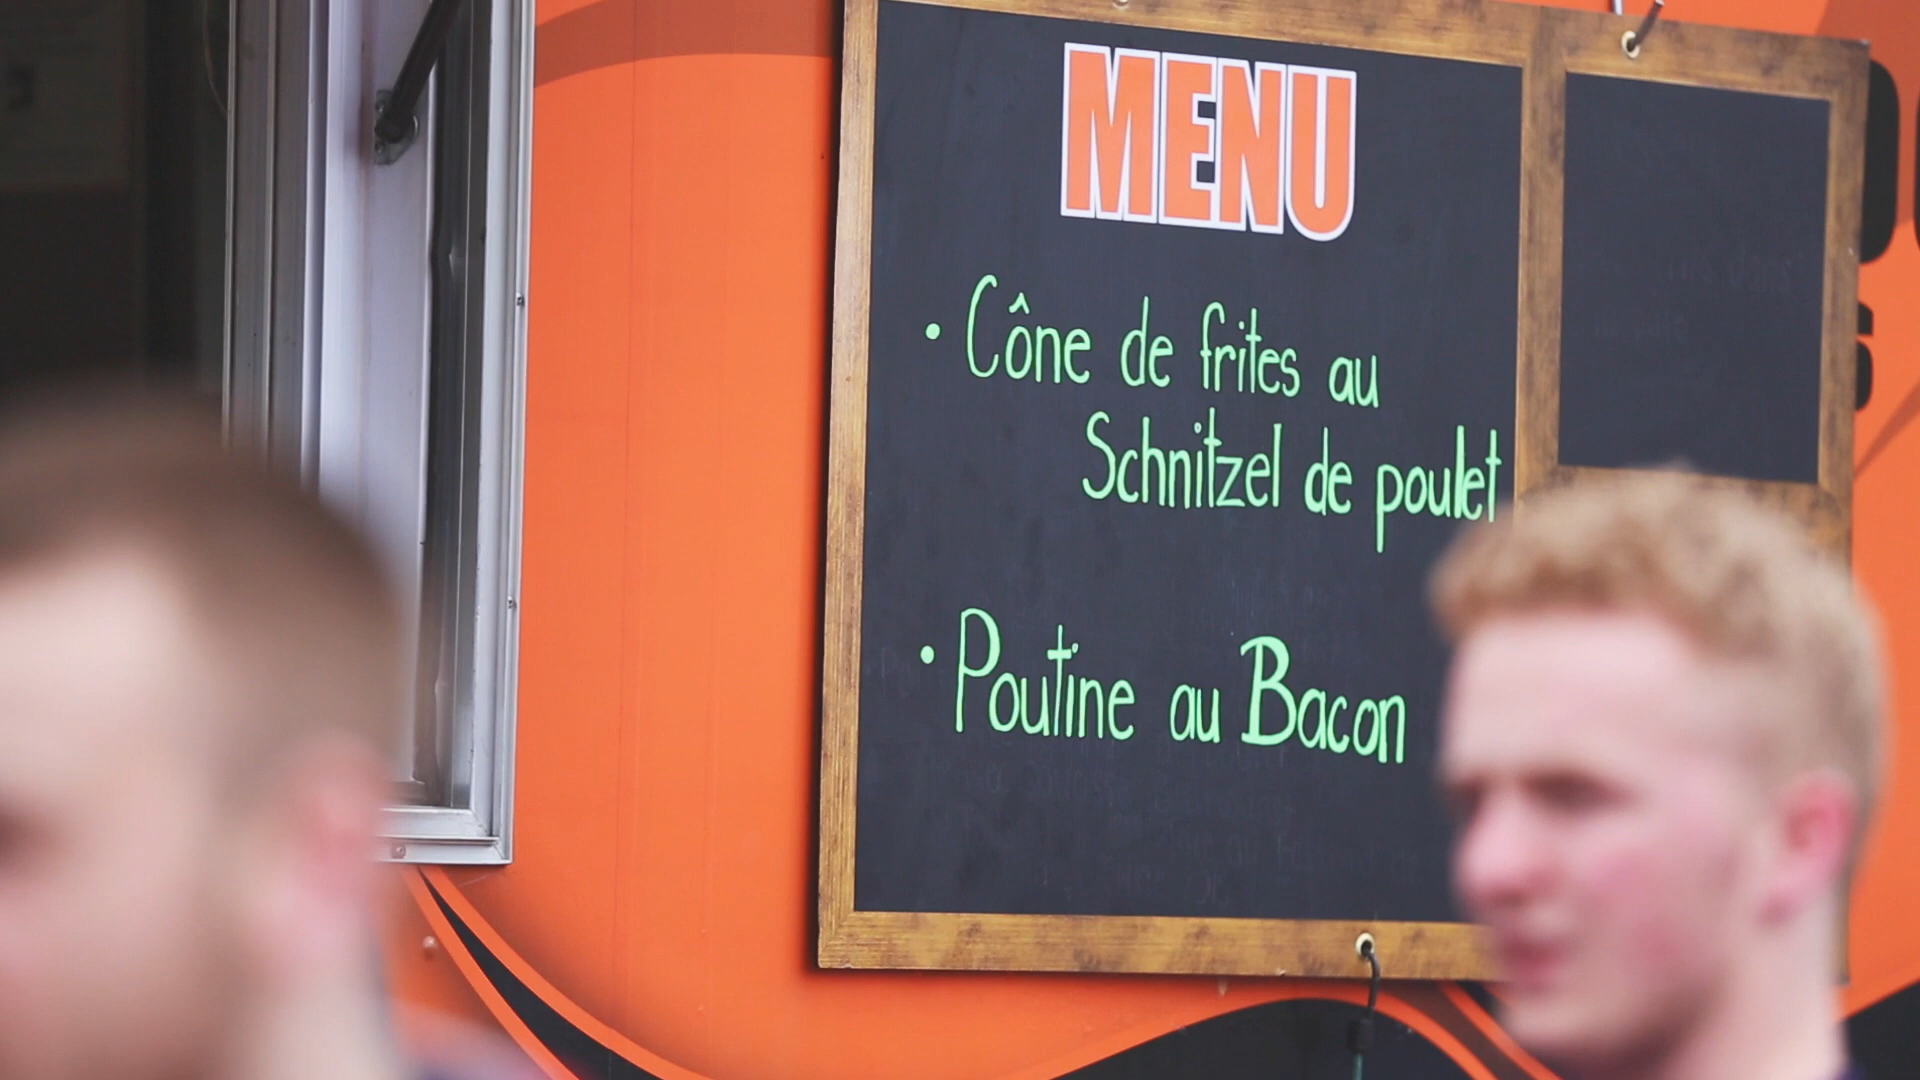 MENU
• Cône de frites au
Schnitzel de poulet
• Poutine au Bacon